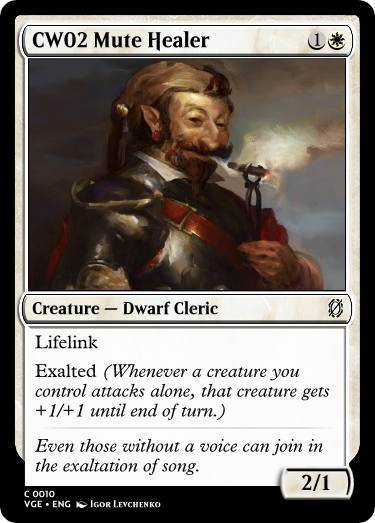 CW02 Mute Healer 1
Creature — Dwarf Cleric
Lifelink
Exalted (Whenever a creature you
control attacks alone, that creature gets
+1/+1 until end of turn.)
Even those without a voice can join in
the exaltation of song.
2/1
C 0010
VGE • ENG Igor Levchenko